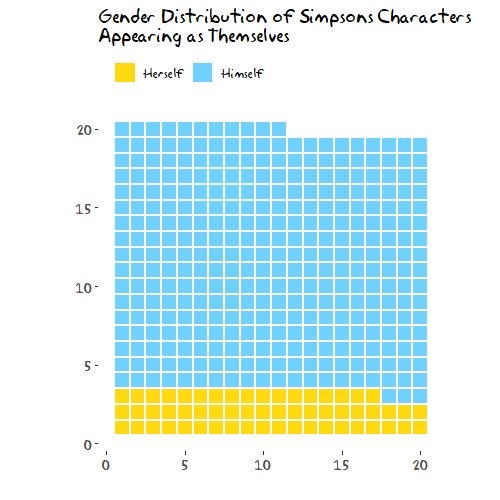 Gender Distribution of Simpsons Characters
Appearing as Themselves
Herself Himself
20
15
10
5
0
0 5 10 15 20